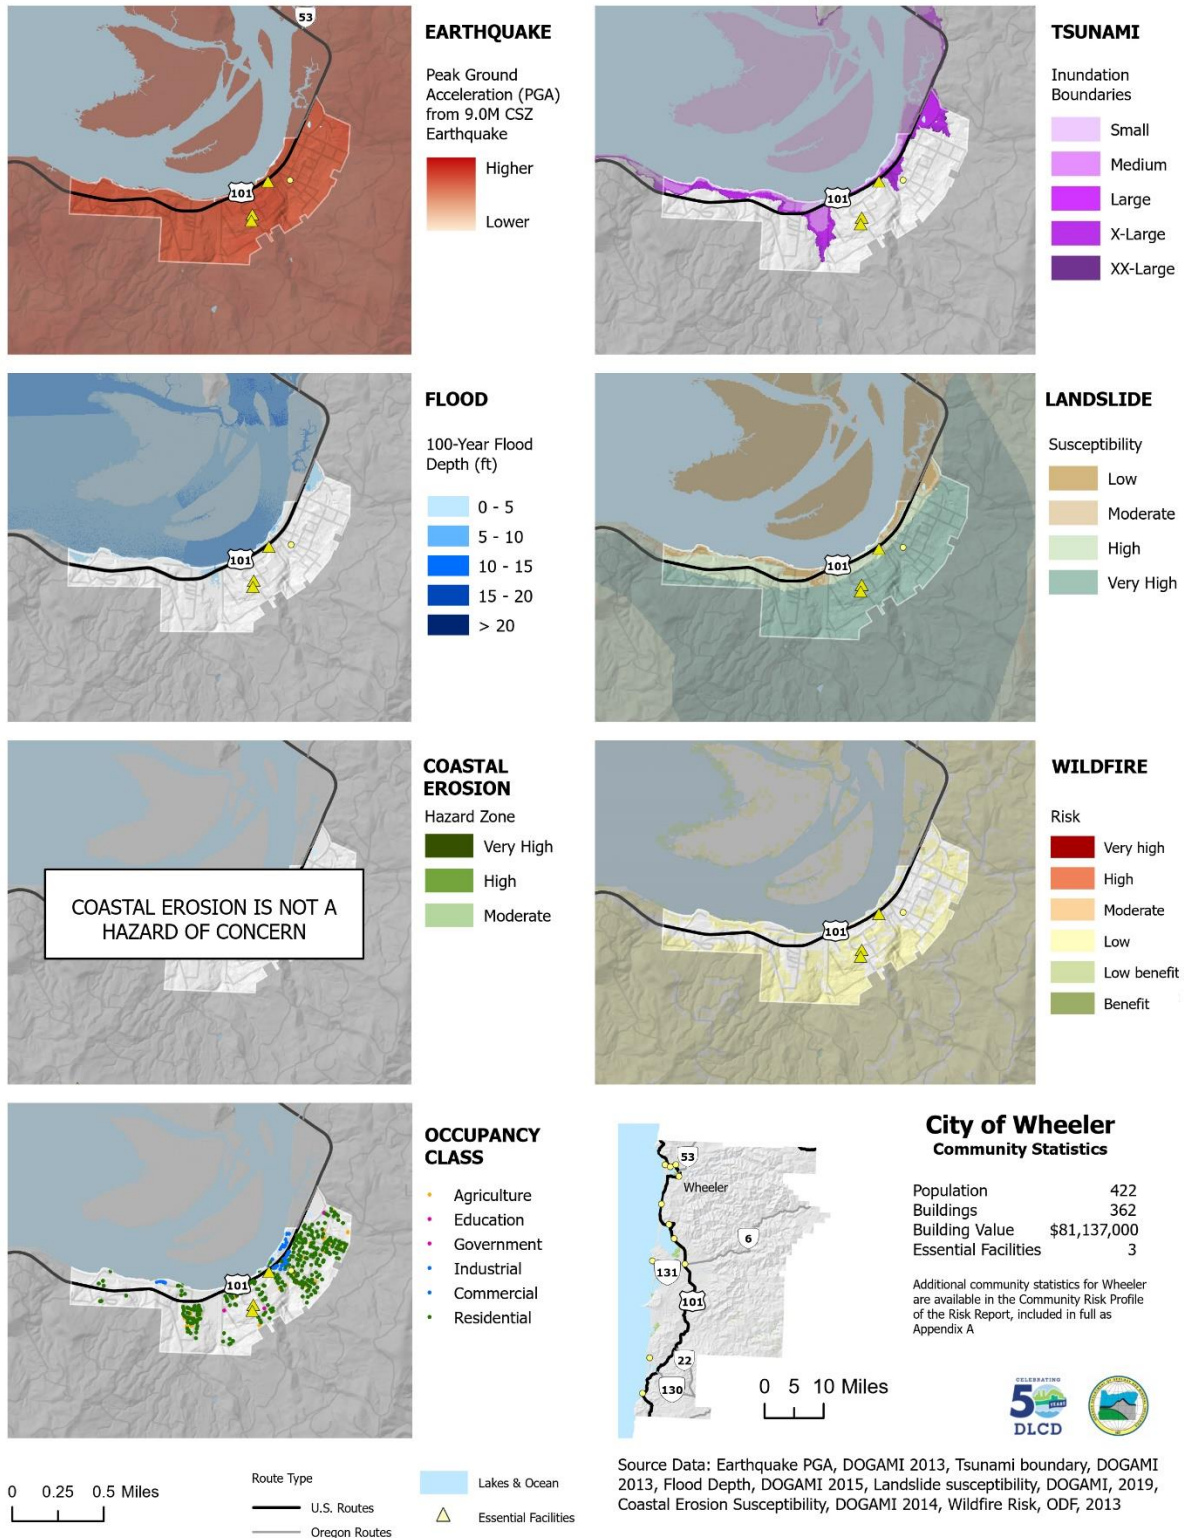 53
EARTHQUAKE
Peak Ground
Acceleration (PGA)
from 9.0M CSZ
Earthquake
Higher
Lower
101
TSUNAMI
Inundation
Boundaries
Small
Medium
Large
X-Large
XX-Large
101
FLOOD
100-Year Flood
Depth (ft)
0 - 5
5 - 10
10 - 15
15 - 20
> 20
101
LANDSLIDE
Susceptibility
Low
Moderate
High
Very High
101
COASTAL
EROSION
Hazard Zone
Very High
High
Moderate
COASTAL EROSION IS NOT A
HAZARD OF CONCERN
WILDFIRE
Risk
Very high
High
Moderate
Low
Low benefit
Benefit
101
OCCUPANCY
CLASS
Agriculture
Education
Government
Industrial
Commercial
Residential
101
53
Wheeler
6
131
101
22
130
0 5 10 Miles
City of Wheeler
Community Statistics
Population 422
Buildings 362
Building Value $81,137,000
Essential Facilities 3
Additional community statistics for Wheeler
are available in the Community Risk Profile
of the Risk Report, included in full as
Appendix A
CELEBRATING
50 YEARS
DLCD
0 0.25 0.5 Miles
Route Type
U.S. Routes
Oregon Routes
Lakes & Ocean
Essential Facilities
Source Data: Earthquake PGA, DOGAMI 2013, Tsunami boundary, DOGAMI
2013, Flood Depth, DOGAMI 2015, Landslide susceptibility, DOGAMI, 2019,
Coastal Erosion Susceptibility, DOGAMI 2014, Wildfire Risk, ODF, 2013